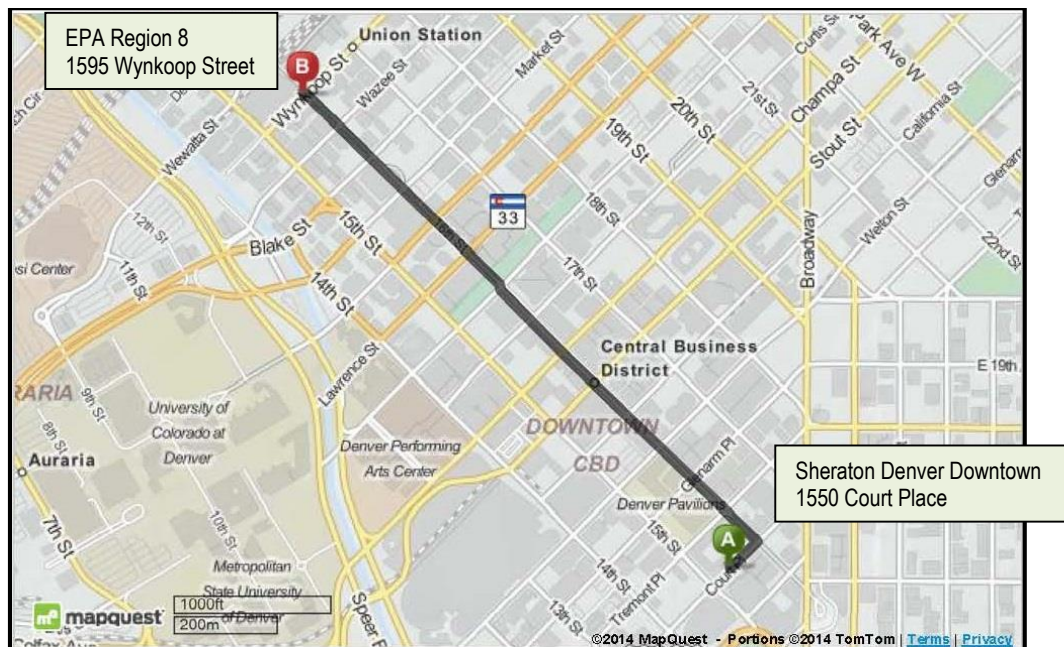 EPA Region 8
1595 Wynkoop Street
B
Union Station
Wynkoop St
Wazee St
Market St
Curtis St
Park Ave W
Champa St
21st St
California St
20th St
19th St
Stout St
Wewatta St
18th St
Broadway
Welton St
22nd St
12th St
11th St
Blake St
15th St
14th St
33
17th St
Central Business
District
E 19th
Lawrence St
9th St
8th St
University of
Colorado at
Denver
Auraria
DOWNTOWN
CBD
Denver Performing
Arts Center
Glenarm Pl
Denver Pavilions
Sheraton Denver Downtown
1550 Court Place
A
7th St
10th St
15th St
14th St
13th St
Tremont Pl
Metropolitan
State University
of Denver
mapquest
1000ft
200m
©2014 MapQuest - Portions ©2014 TomTom | Terms | Privacy